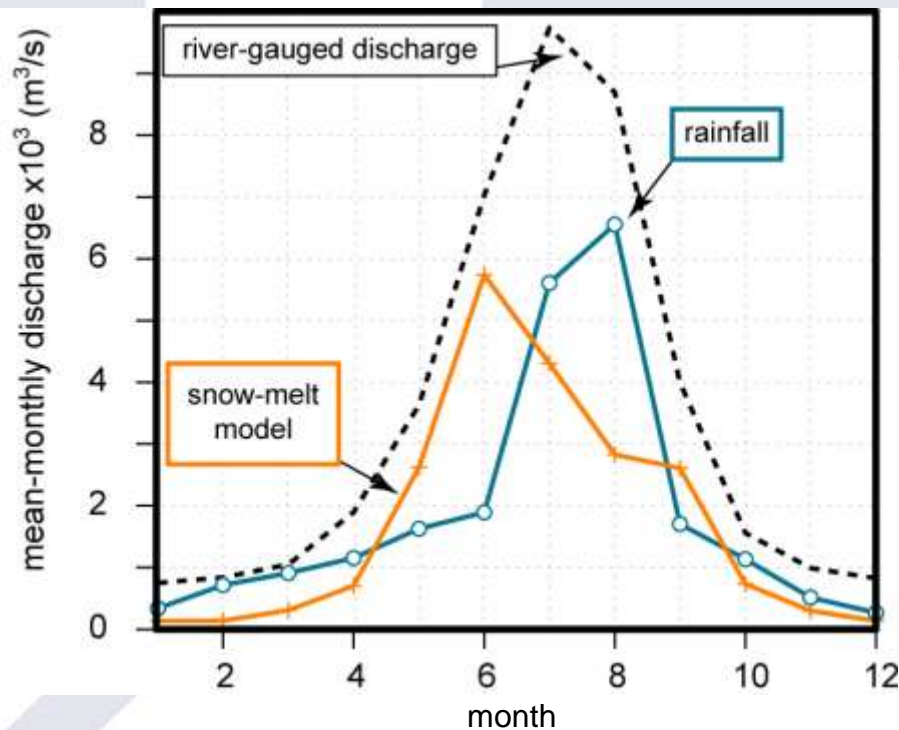 river-gauged discharge
rainfall
snow-melt
model
mean-monthly discharge x10³ (m³/s)
8
6
4
2
0
2
4
6
8
10
12
month